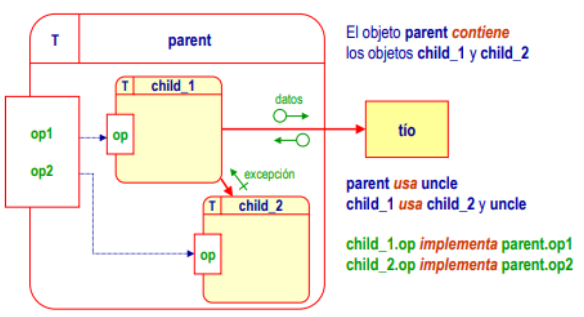 T parent
El objeto parent contiene
los objetos child_1 y child_2
T child_1
datos
op1
op
tío
op2
excepción
parent usa uncle
child_1 usa child_2 y uncle
T child_2
op
child_1.op implementa parent.op1
child_2.op implementa parent.op2